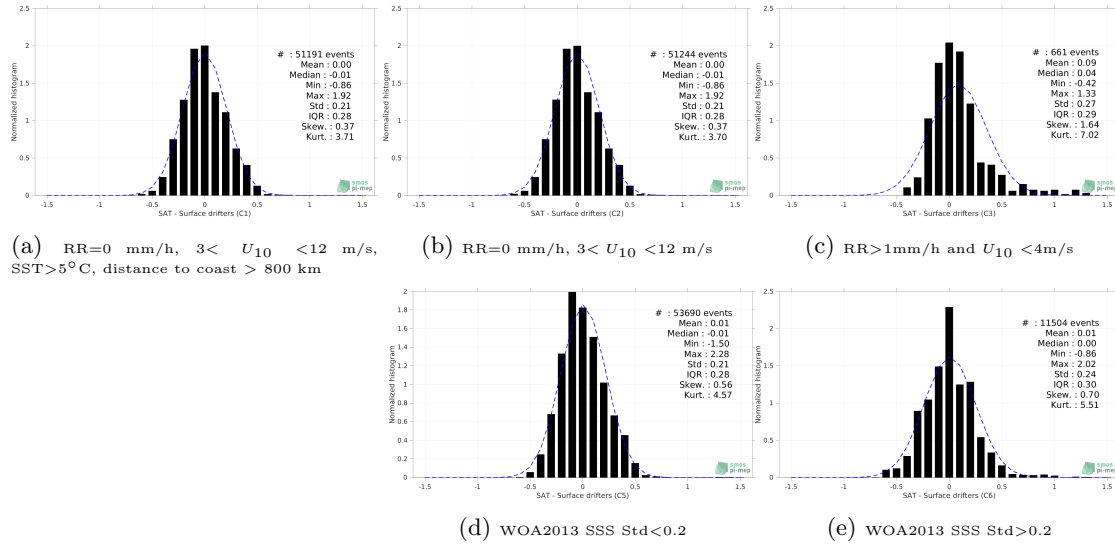 2.5
2
1.5
1
0.5
0
Normalized histogram
# : 51191 events
Mean : 0.00
Median : -0.01
Min : -0.86
Max : 1.92
Std : 0.21
IQR : 0.28
Skew. : 0.37
Kurt. : 3.71
smos
pi-mep
-1.5 -1 -0.5 0 0.5 1 1.5
SAT - Surface drifters (C1)
(a) RR=0 mm/h, 3< U10 <12 m/s,
SST>5°C, distance to coast > 800 km
2.5
2
1.5
1
0.5
0
Normalized histogram
# : 51244 events
Mean : 0.00
Median : -0.01
Min : -0.86
Max : 1.92
Std : 0.21
IQR : 0.28
Skew. : 0.37
Kurt. : 3.70
smos
pi-mep
-1.5 -1 -0.5 0 0.5 1 1.5
SAT - Surface drifters (C2)
(b) RR=0 mm/h, 3< U10 <12 m/s
2.5
2
1.5
1
0.5
0
Normalized histogram
# : 661 events
Mean : 0.09
Median : 0.04
Min : -0.42
Max : 1.33
Std : 0.27
IQR : 0.29
Skew. : 1.64
Kurt. : 7.02
smos
pi-mep
-1.5 -1 -0.5 0 0.5 1 1.5
SAT - Surface drifters (C3)
(c) RR>1mm/h and U10 <4m/s
2
1.8
1.6
1.4
1.2
1
0.8
0.6
0.4
0.2
0
Normalized histogram
# : 53690 events
Mean : 0.01
Median : -0.01
Min : -1.50
Max : 2.28
Std : 0.21
IQR : 0.28
Skew. : 0.56
Kurt. : 4.57
smos
pi-mep
-1.5 -1 -0.5 0 0.5 1 1.5
SAT - Surface drifters (C5)
(d) WOA2013 SSS Std<0.2
2.5
2
1.5
1
0.5
0
Normalized histogram
# : 11504 events
Mean : 0.01
Median : 0.00
Min : -0.86
Max : 2.02
Std : 0.24
IQR : 0.30
Skew. : 0.70
Kurt. : 5.51
smos
pi-mep
-1.5 -1 -0.5 0 0.5 1 1.5
SAT - Surface drifters (C6)
(e) WOA2013 SSS Std>0.2